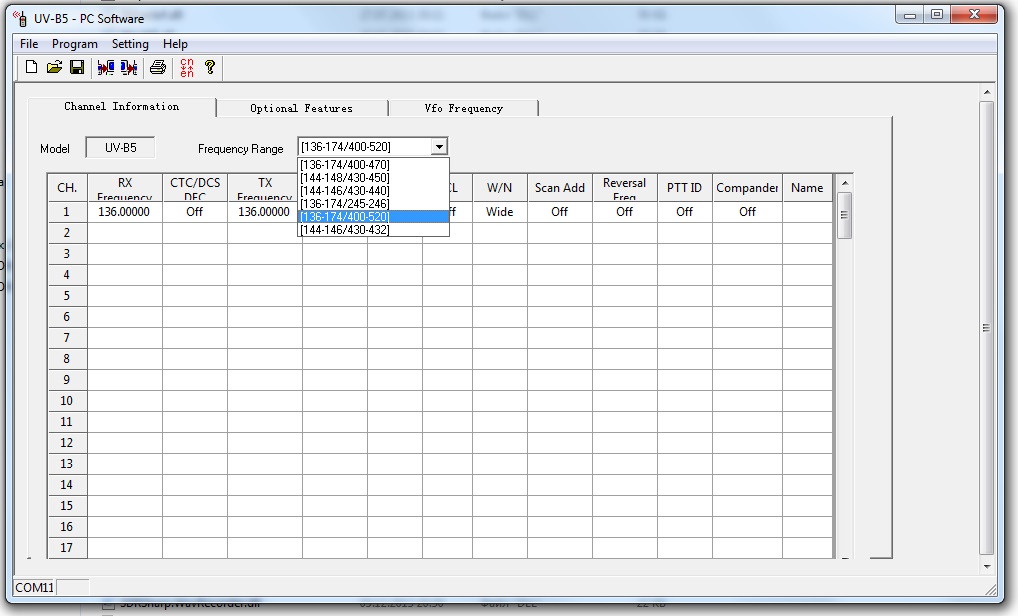 UV-B5 - PC Software
File Program Setting Help
cn
en
Channel Information Optional Features Vfo Frequency
Model UV-B5 Frequency Range [136-174/400-520]
[136-174/400-470]
[144-148/430-450]
[144-146/430-440]
[136-174/245-246]
[136-174/400-520]
[144-146/430-432]
CH. RX Frequency CTC/DCS DEC TX Frequency W/N Scan Add Reversal Freq PTT ID Compander Name
1 136.00000 Off 136.00000 Wide Off Off Off Off
2
3
4
5
6
7
8
9
10
11
12
13
14
15
16
17
COM11